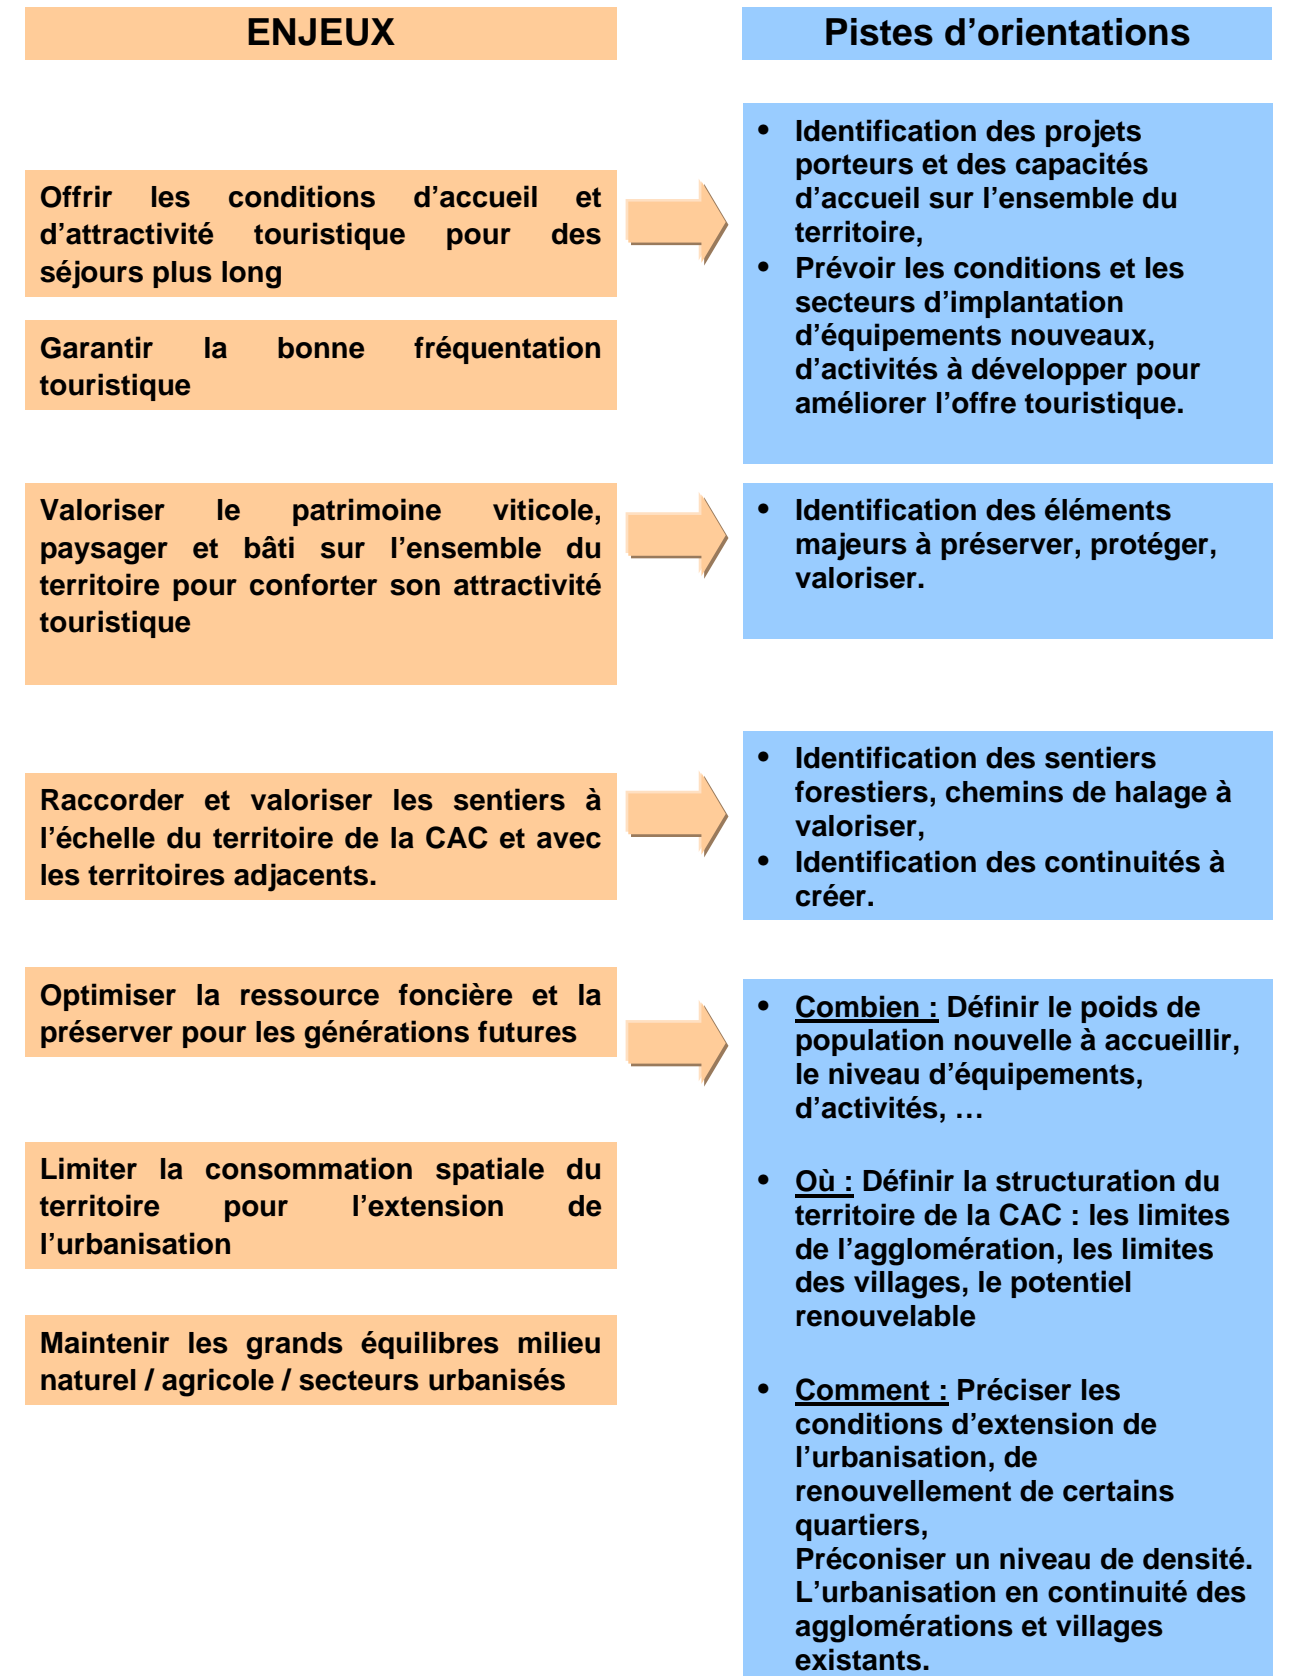 ENJEUX
Pistes d’orientations
Offrir les conditions d’accueil et
d’attractivité touristique pour des
séjours plus long
Garantir la bonne fréquentation
touristique
• Identification des projets
porteurs et des capacités
d’accueil sur l’ensemble du
territoire,
• Prévoir les conditions et les
secteurs d’implantation
d’équipements nouveaux,
d’activités à développer pour
améliorer l’offre touristique.
Valoriser le patrimoine viticole,
paysager et bâti sur l’ensemble du
territoire pour conforter son attractivité
touristique
• Identification des éléments
majeurs à préserver, protéger,
valoriser.
Raccorder et valoriser les sentiers à
l’échelle du territoire de la CAC et avec
les territoires adjacents.
• Identification des sentiers
forestiers, chemins de halage à
valoriser,
• Identification des continuités à
créer.
Optimiser la ressource foncière et la
préserver pour les générations futures
Limiter la consommation spatiale du
territoire pour l’extension de
l’urbanisation
Maintenir les grands équilibres milieu
naturel / agricole / secteurs urbanisés
• Combien : Définir le poids de
population nouvelle à accueillir,
le niveau d’équipements,
d’activités, …
• Où : Définir la structuration du
territoire de la CAC : les limites
de l’agglomération, les limites
des villages, le potentiel
renouvelable
• Comment : Préciser les
conditions d’extension de
l’urbanisation, de
renouvellement de certains
quartiers,
Préconiser un niveau de densité.
L’urbanisation en continuité des
agglomérations et villages
existants.